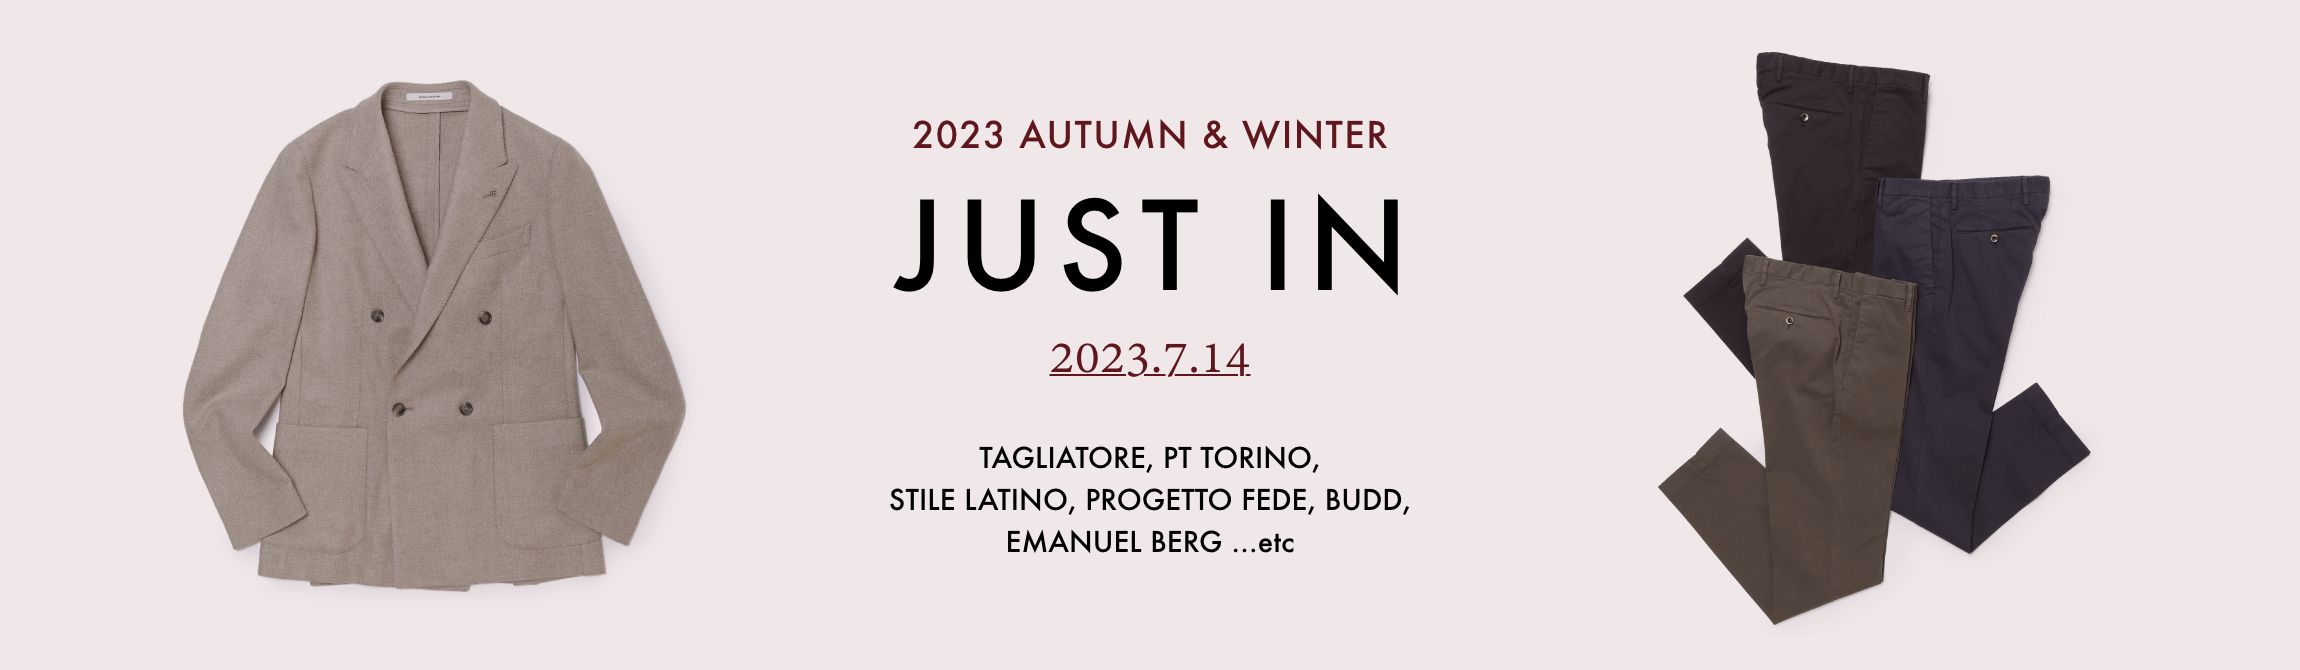 2023 AUTUMN & WINTER
JUST IN
2023.7.14
TAGLIATORE, PT TORINO,
STILE LATINO, PROGETTO FEDE, BUDD,
EMANUEL BERG ...etc